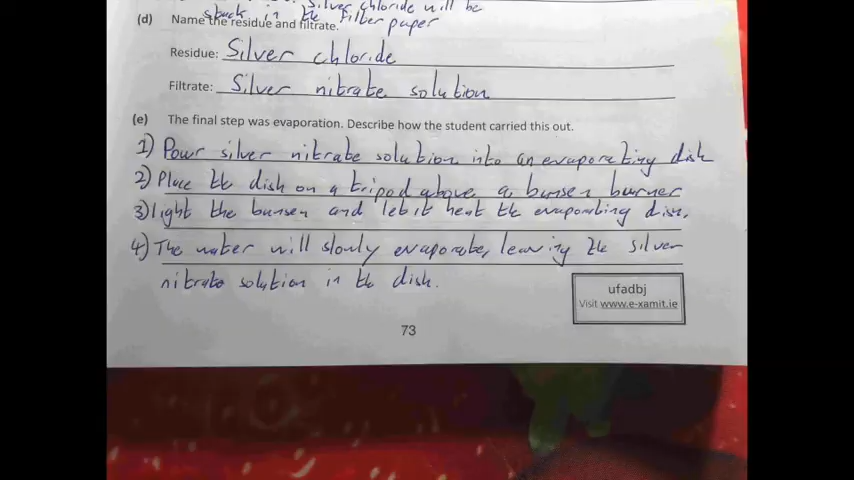 Silver chloride will be
stuck in the filter paper
(d) Name the residue and filtrate.
Residue: Silver chloride
Filtrate: Silver nitrate solution
(e) The final step was evaporation. Describe how the student carried this out.
1) Pour silver nitrate solution into an evaporating dish
2) Place the dish on a tripod above a bunsen burner
3) light the bunsen and let it heat the evaporating dish.
4) The water will slowly evaporate, leaving the silver
nitrate solution in the dish.
ufadbj
Visit www.e-xamit.ie
73